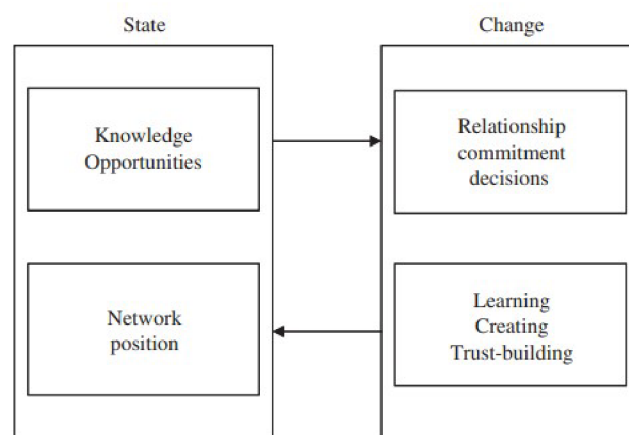 State
Change
Knowledge
Opportunities
Relationship
commitment
decisions
Network
position
Learning
Creating
Trust-building